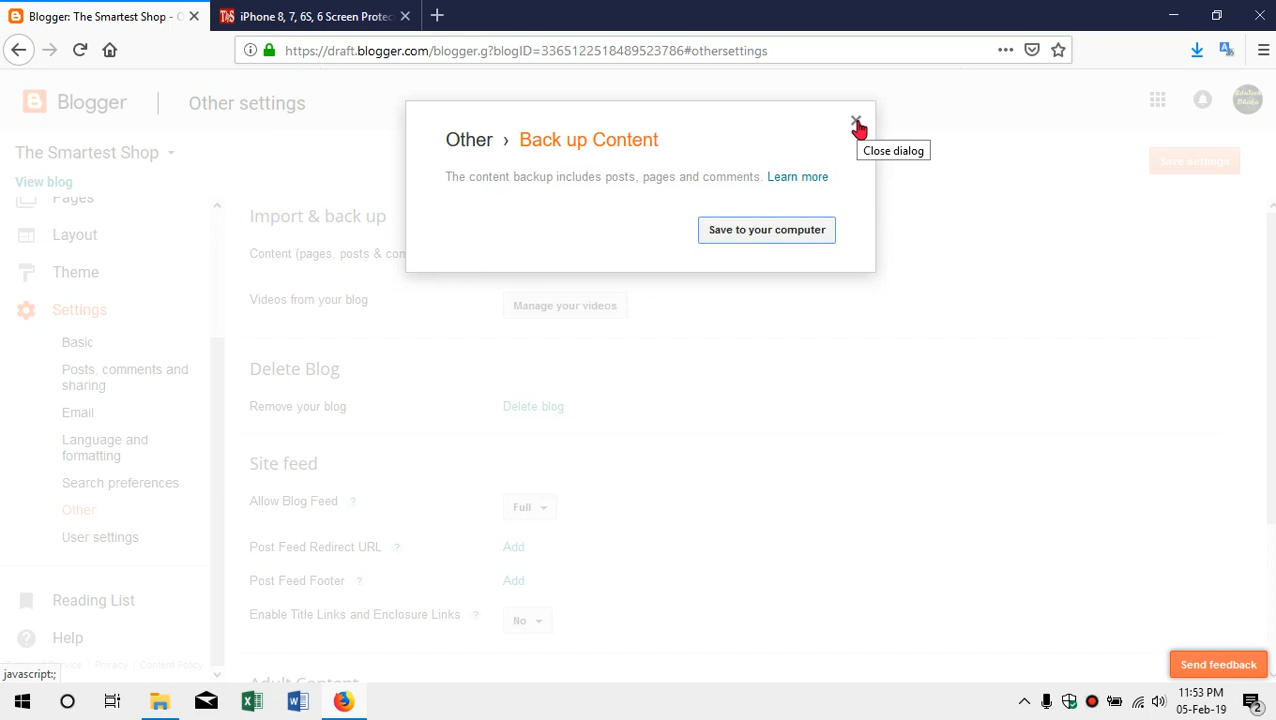 Blogger: The Smartest Shop -
iPhone 8, 7, 6S, 6 Screen Protec
https://draft.blogger.com/blogger.g?blogID=3365122518489523786#othersettings
Blogger
Other settings
The Smartest Shop
View blog
Save settings
Other › Back up Content
Close dialog
The content backup includes posts, pages and comments. Learn more
Save to your computer
Pages
Layout
Theme
Settings
Basic
Posts, comments and
sharing
Email
Language and
formatting
Search preferences
Other
User settings
Reading List
Help
Service | Privacy | Content Policy
javascript:;
Import & back up
Content (pages, posts & com
Videos from your blog
Manage your videos
Delete Blog
Remove your blog
Delete blog
Site feed
Allow Blog Feed ?
Full
Post Feed Redirect URL ?
Add
Post Feed Footer ?
Add
Enable Title Links and Enclosure Links ?
No
Adult Content
Send feedback
11:53 PM
05-Feb-19
2